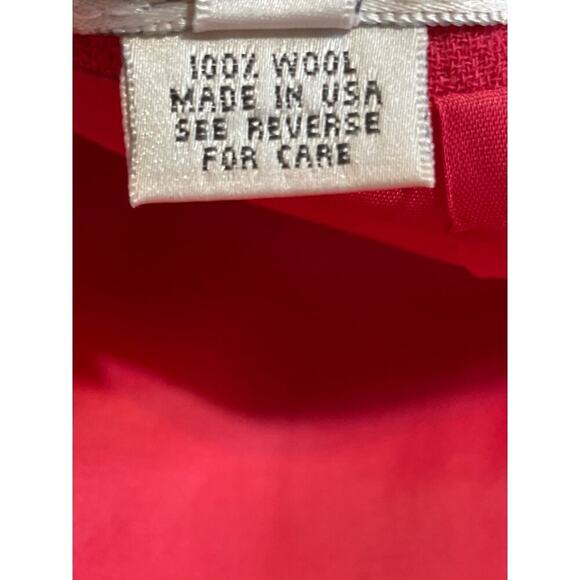 100% WOOL
MADE IN USA
SEE REVERSE
FOR CARE